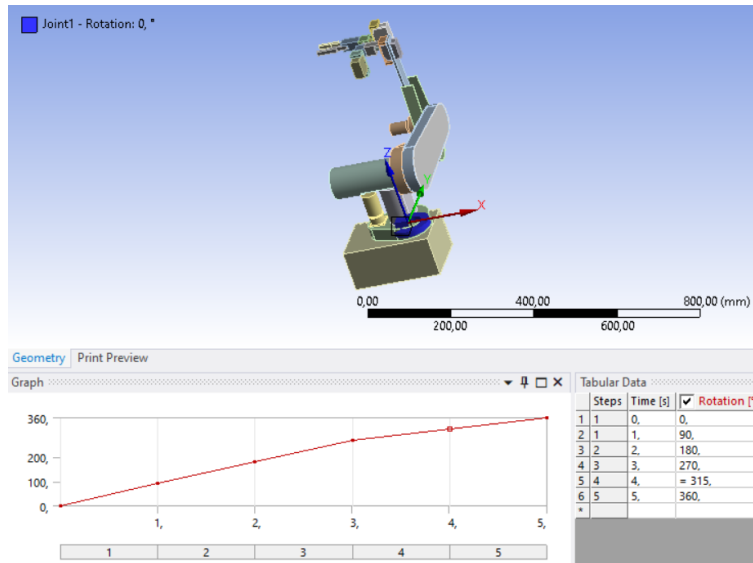 Joint1 - Rotation: 0, °
Z
Y
X
0,00 400,00 800,00 (mm)
200,00 600,00
Geometry Print Preview
Graph
360,
200,
100,
0,
1, 2, 3, 4, 5,
1 2 3 4 5
Tabular Data
Steps Time [s] Rotation [°
1 1 0, 0,
2 1 1, 90,
3 2 2, 180,
4 3 3, 270,
5 4 4, = 315,
6 5 5, 360,
*